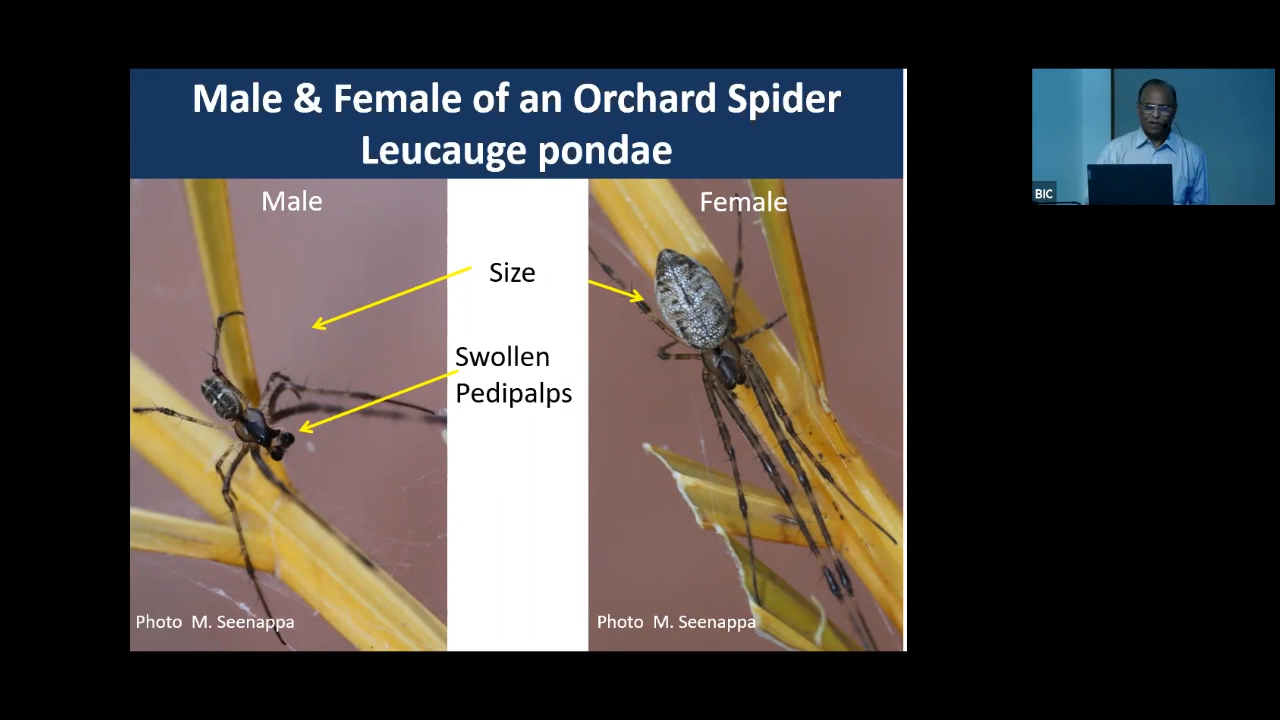 Male & Female of an Orchard Spider
Leucauge pondae
Male
Female
Size
Swollen
Pedipalps
Photo M. Seenappa
Photo M. Seenappa
BIC